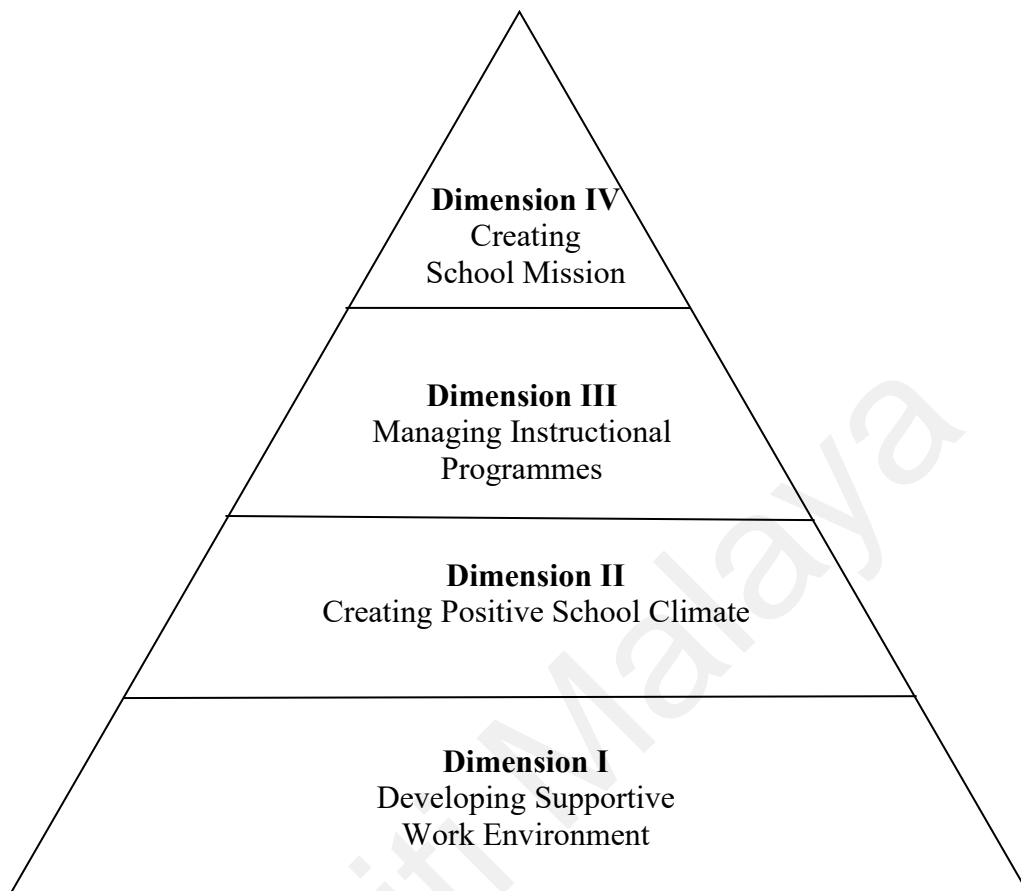 Dimension IV
Creating
School Mission
Dimension III
Managing Instructional
Programmes
Dimension II
Creating Positive School Climate
Dimension I
Developing Supportive
Work Environment
Malaya